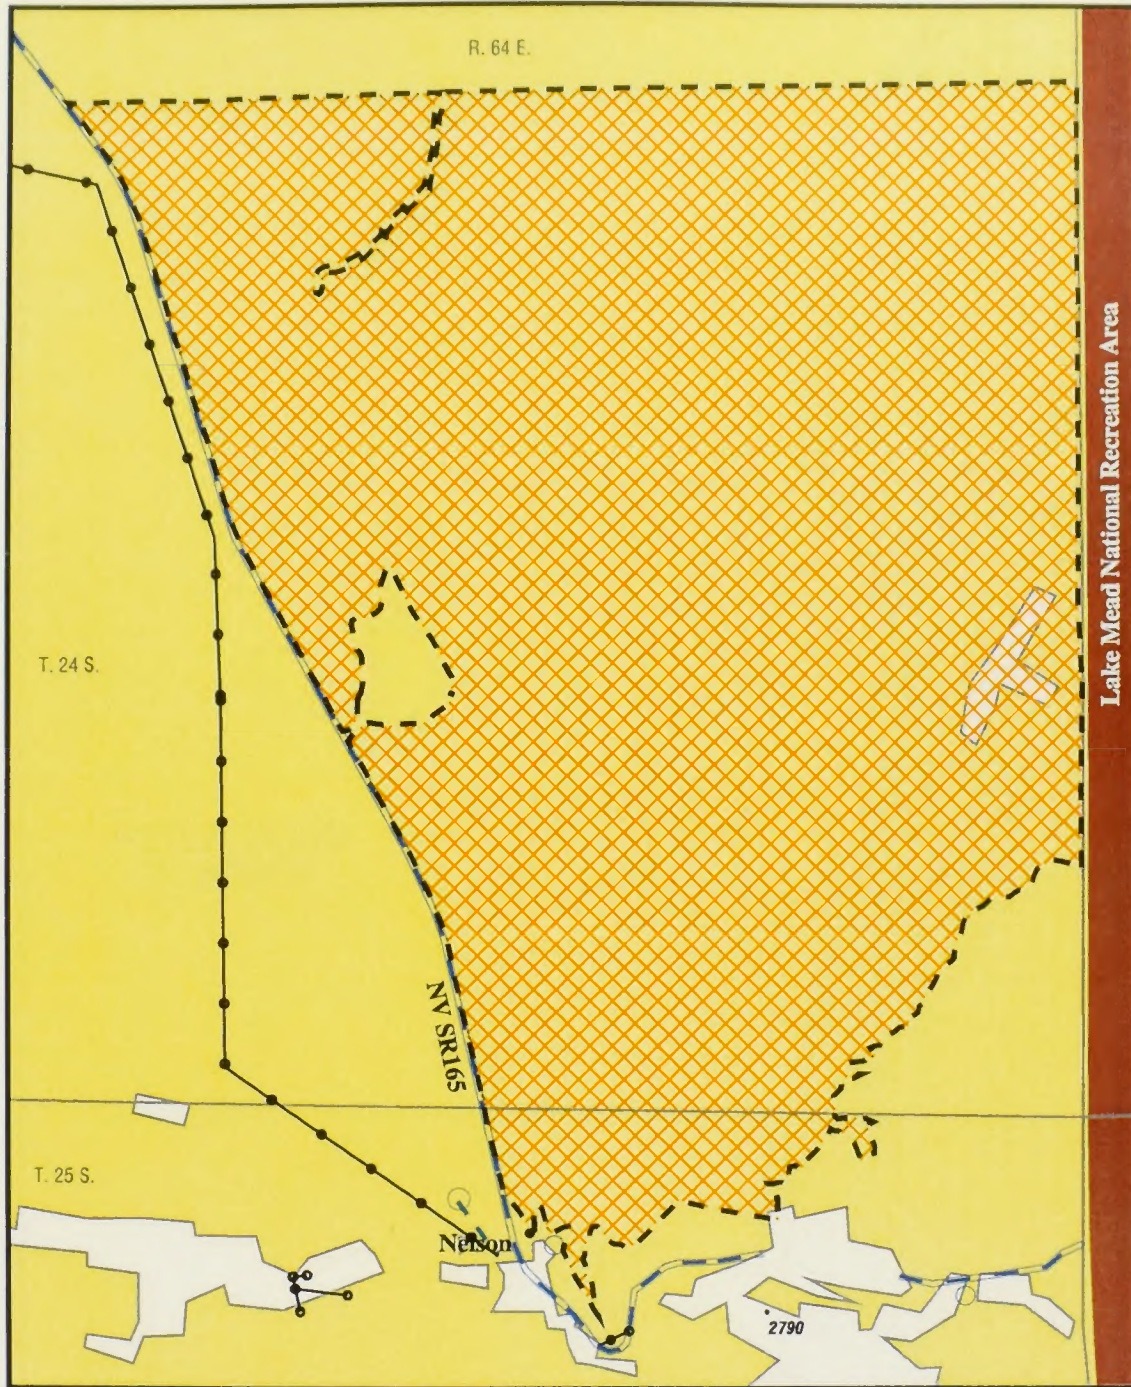 R. 64 E.
Lake Mead National Recreation Area
T. 24 S.
NV SR165
T. 25 S.
Nelson
2790